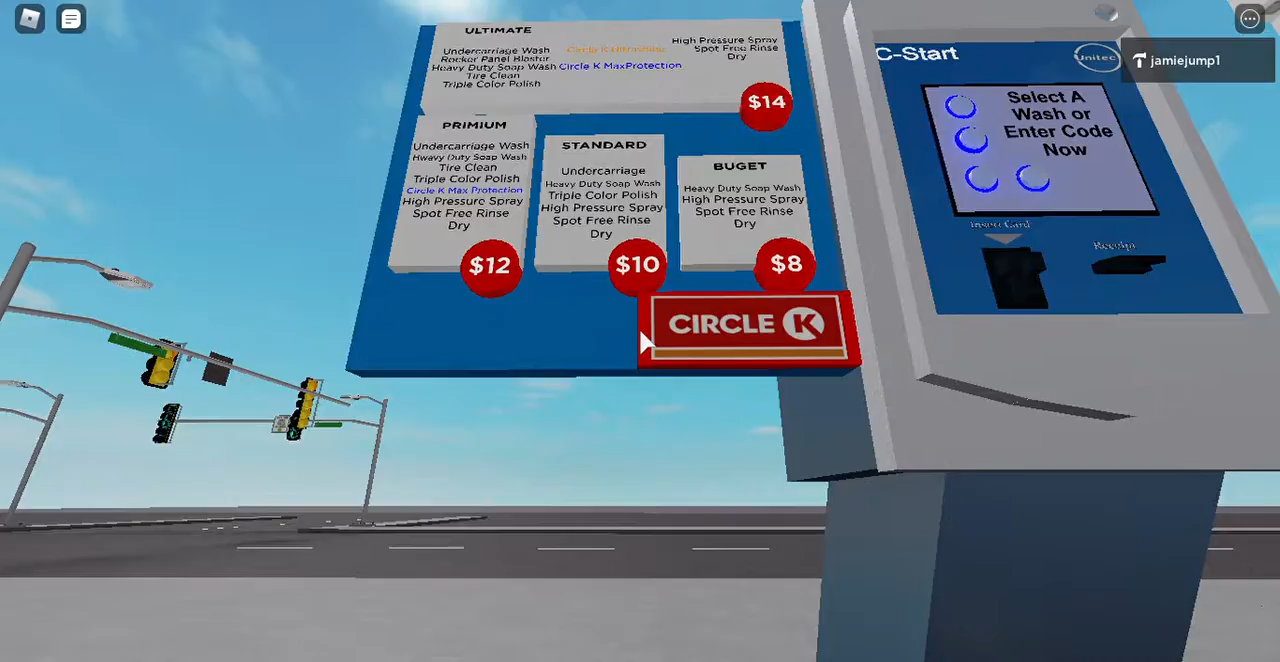 ULTIMATE
Undercarriage Wash
Rocker Panel Blaster
Heavy Duty Soap Wash
Tire Clean
Triple Color Polish
Circle K UltraShine
Circle K MaxProtection
High Pressure Spray
Spot Free Rinse
Dry
$14
PRIMIUM
Undercarriage Wash
Heavy Duty Soap Wash
Tire Clean
Triple Color Polish
Circle K Max Protection
High Pressure Spray
Spot Free Rinse
Dry
$12
STANDARD
Undercarriage
Heavy Duty Soap Wash
Triple Color Polish
High Pressure Spray
Spot Free Rinse
Dry
$10
BUGET
Heavy Duty Soap Wash
High Pressure Spray
Spot Free Rinse
Dry
$8
CIRCLE K
C-Start
Unitec
jamiejump1
Select A
Wash or
Enter Code
Now
Insert Card
Receipt